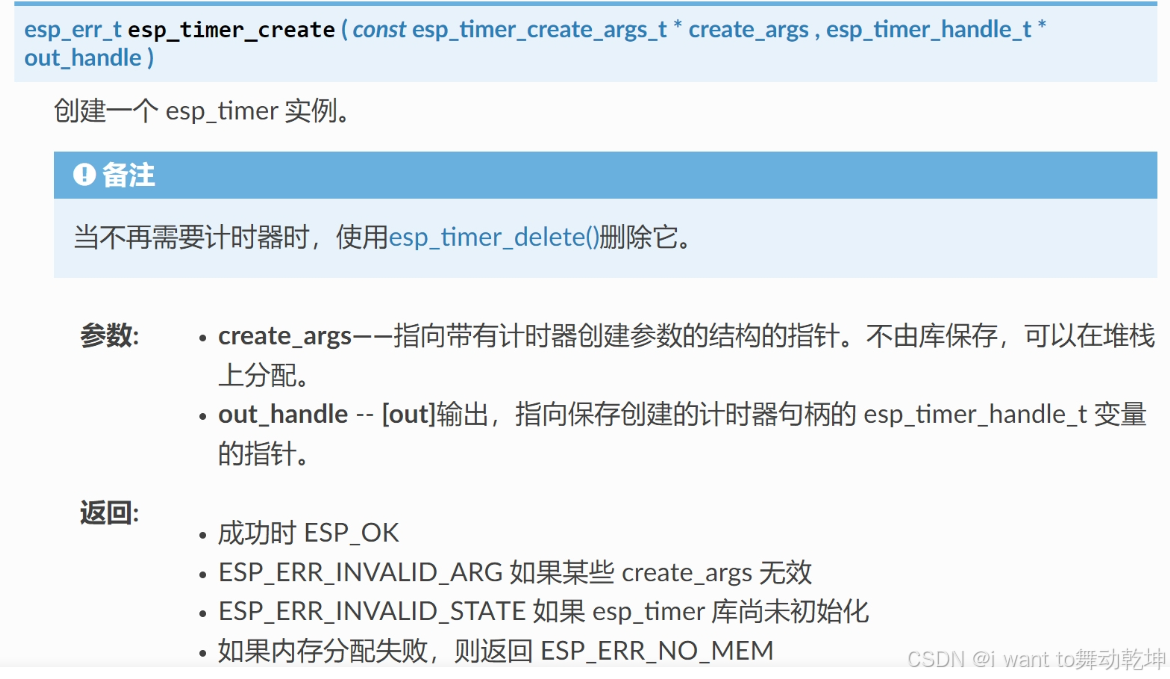 esp_err_t esp_timer_create ( const esp_timer_create_args_t * create_args , esp_timer_handle_t *
out_handle )
创建一个 esp_timer 实例。
备注
当不再需要计时器时，使用esp_timer_delete()删除它。
参数: • create_args——指向带有计时器创建参数的结构的指针。不由库保存，可以在堆栈
上分配。
• out_handle -- [out]输出，指向保存创建的计时器句柄的 esp_timer_handle_t 变量
的指针。
返回:
• 成功时 ESP_OK
• ESP_ERR_INVALID_ARG 如果某些 create_args 无效
• ESP_ERR_INVALID_STATE 如果 esp_timer 库尚未初始化
• 如果内存分配失败，则返回 ESP_ERR_NO_MEM
CSDN @i want to舞动乾坤